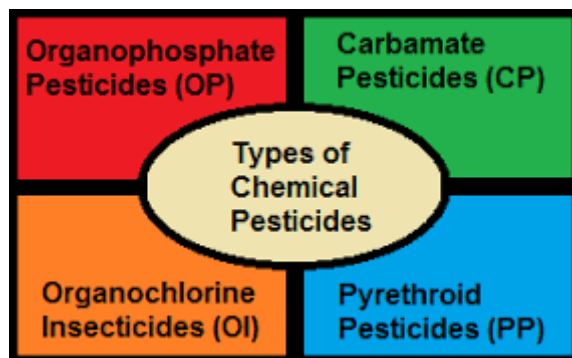 Organophosphate
Pesticides (OP)
Carbamate
Pesticides (CP)
Types of
Chemical
Pesticides
Organochlorine
Insecticides (OI)
Pyrethroid
Pesticides (PP)